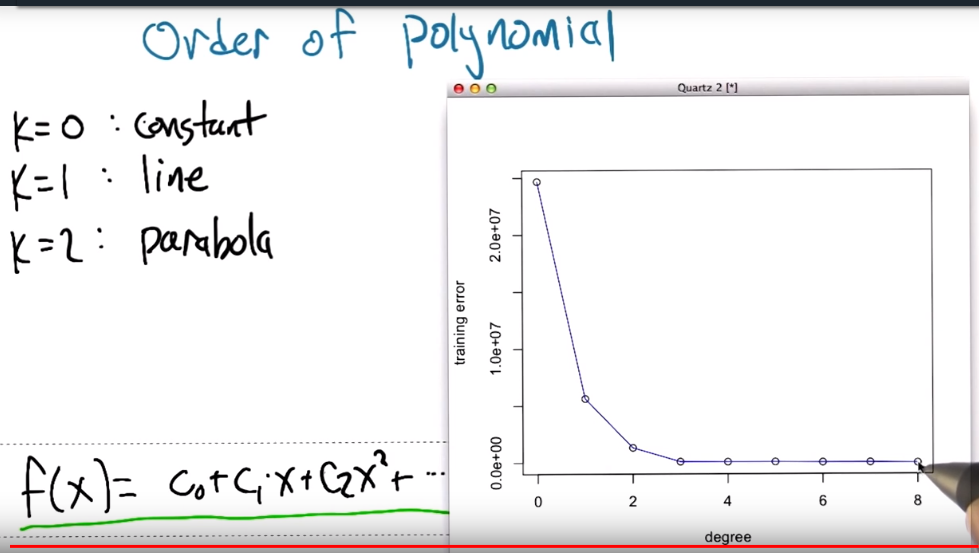 Order of polynomial
K=0 : constant
K=1 : line
K=2 : parabola
f(x)= c₀+c₁·x+c₂x²+ ...
Quartz 2 [*]
training error
2.0e+07
1.0e+07
0.0e+00
0 2 4 6 8
degree